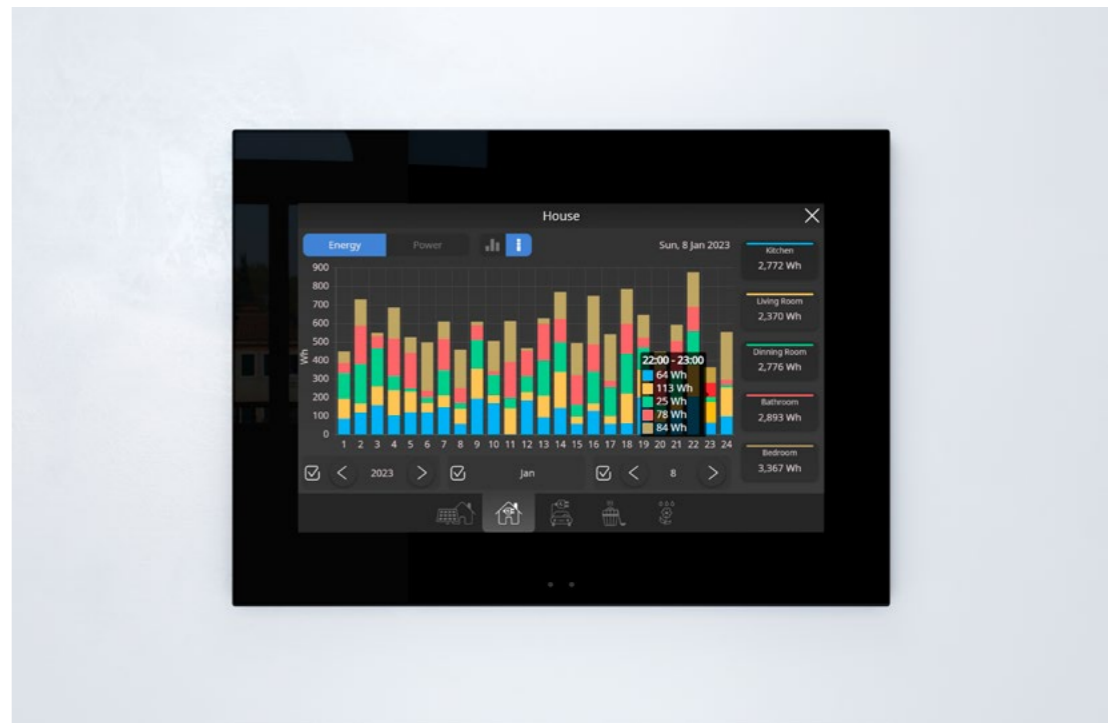 House
Energy
Power
Sun, 8 Jan 2023
Kitchen
2,772 Wh
Living Room
2,370 Wh
Dinning Room
2,776 Wh
Bathroom
2,893 Wh
Bedroom
3,367 Wh
Wh
900
800
700
600
500
400
300
200
100
0
22:00 - 23:00
64 Wh
113 Wh
25 Wh
78 Wh
84 Wh
1 2 3 4 5 6 7 8 9 10 11 12 13 14 15 16 17 18 19 20 21 22 23 24
2023
Jan
8